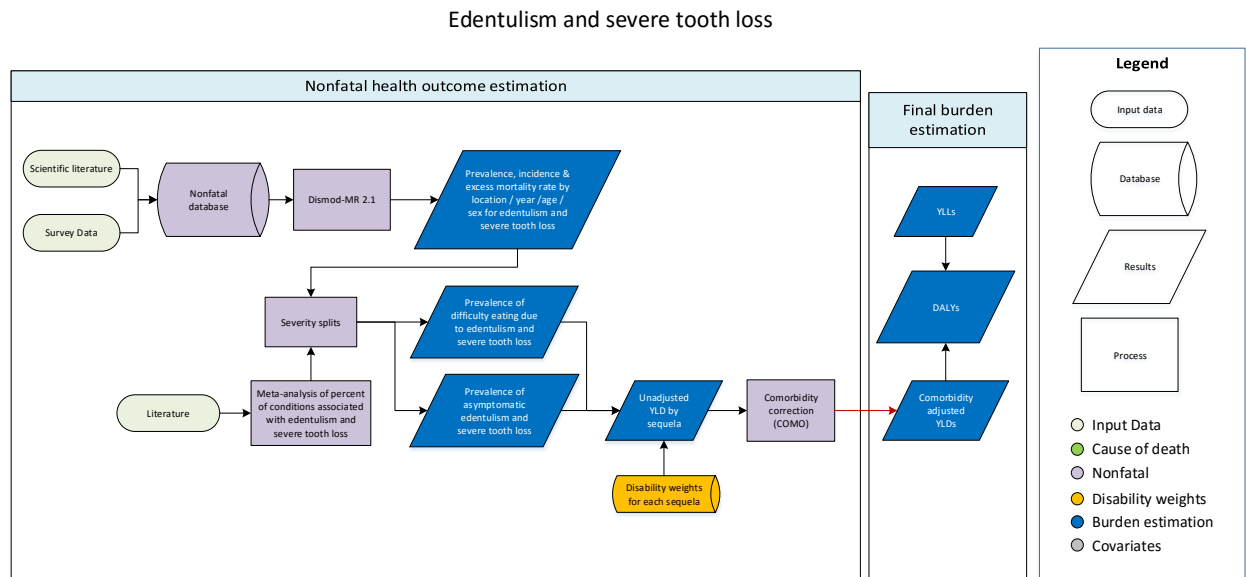 Edentulism and severe tooth loss
Nonfatal health outcome estimation
Scientific literature
Survey Data
Nonfatal
database
Dismod-MR 2.1
Prevalence, incidence &
excess mortality rate by
location / year /age /
sex for edentulism and
severe tooth loss
Severity splits
Prevalence of
difficulty eating due
to edentulism and
severe tooth loss
Literature
Meta-analysis of percent
of conditions associated
with edentulism and
severe tooth loss
Prevalence of
asymptomatic
edentulism and
severe tooth loss
Unadjusted
YLD by
sequela
Comorbidity
correction
(COMO)
Disability weights
for each sequela
Final burden
estimation
YLLs
DALYs
Comorbidity
adjusted
YLDs
Legend
Input data
Database
Results
Process
Input Data
Cause of death
Nonfatal
Disability weights
Burden estimation
Covariates